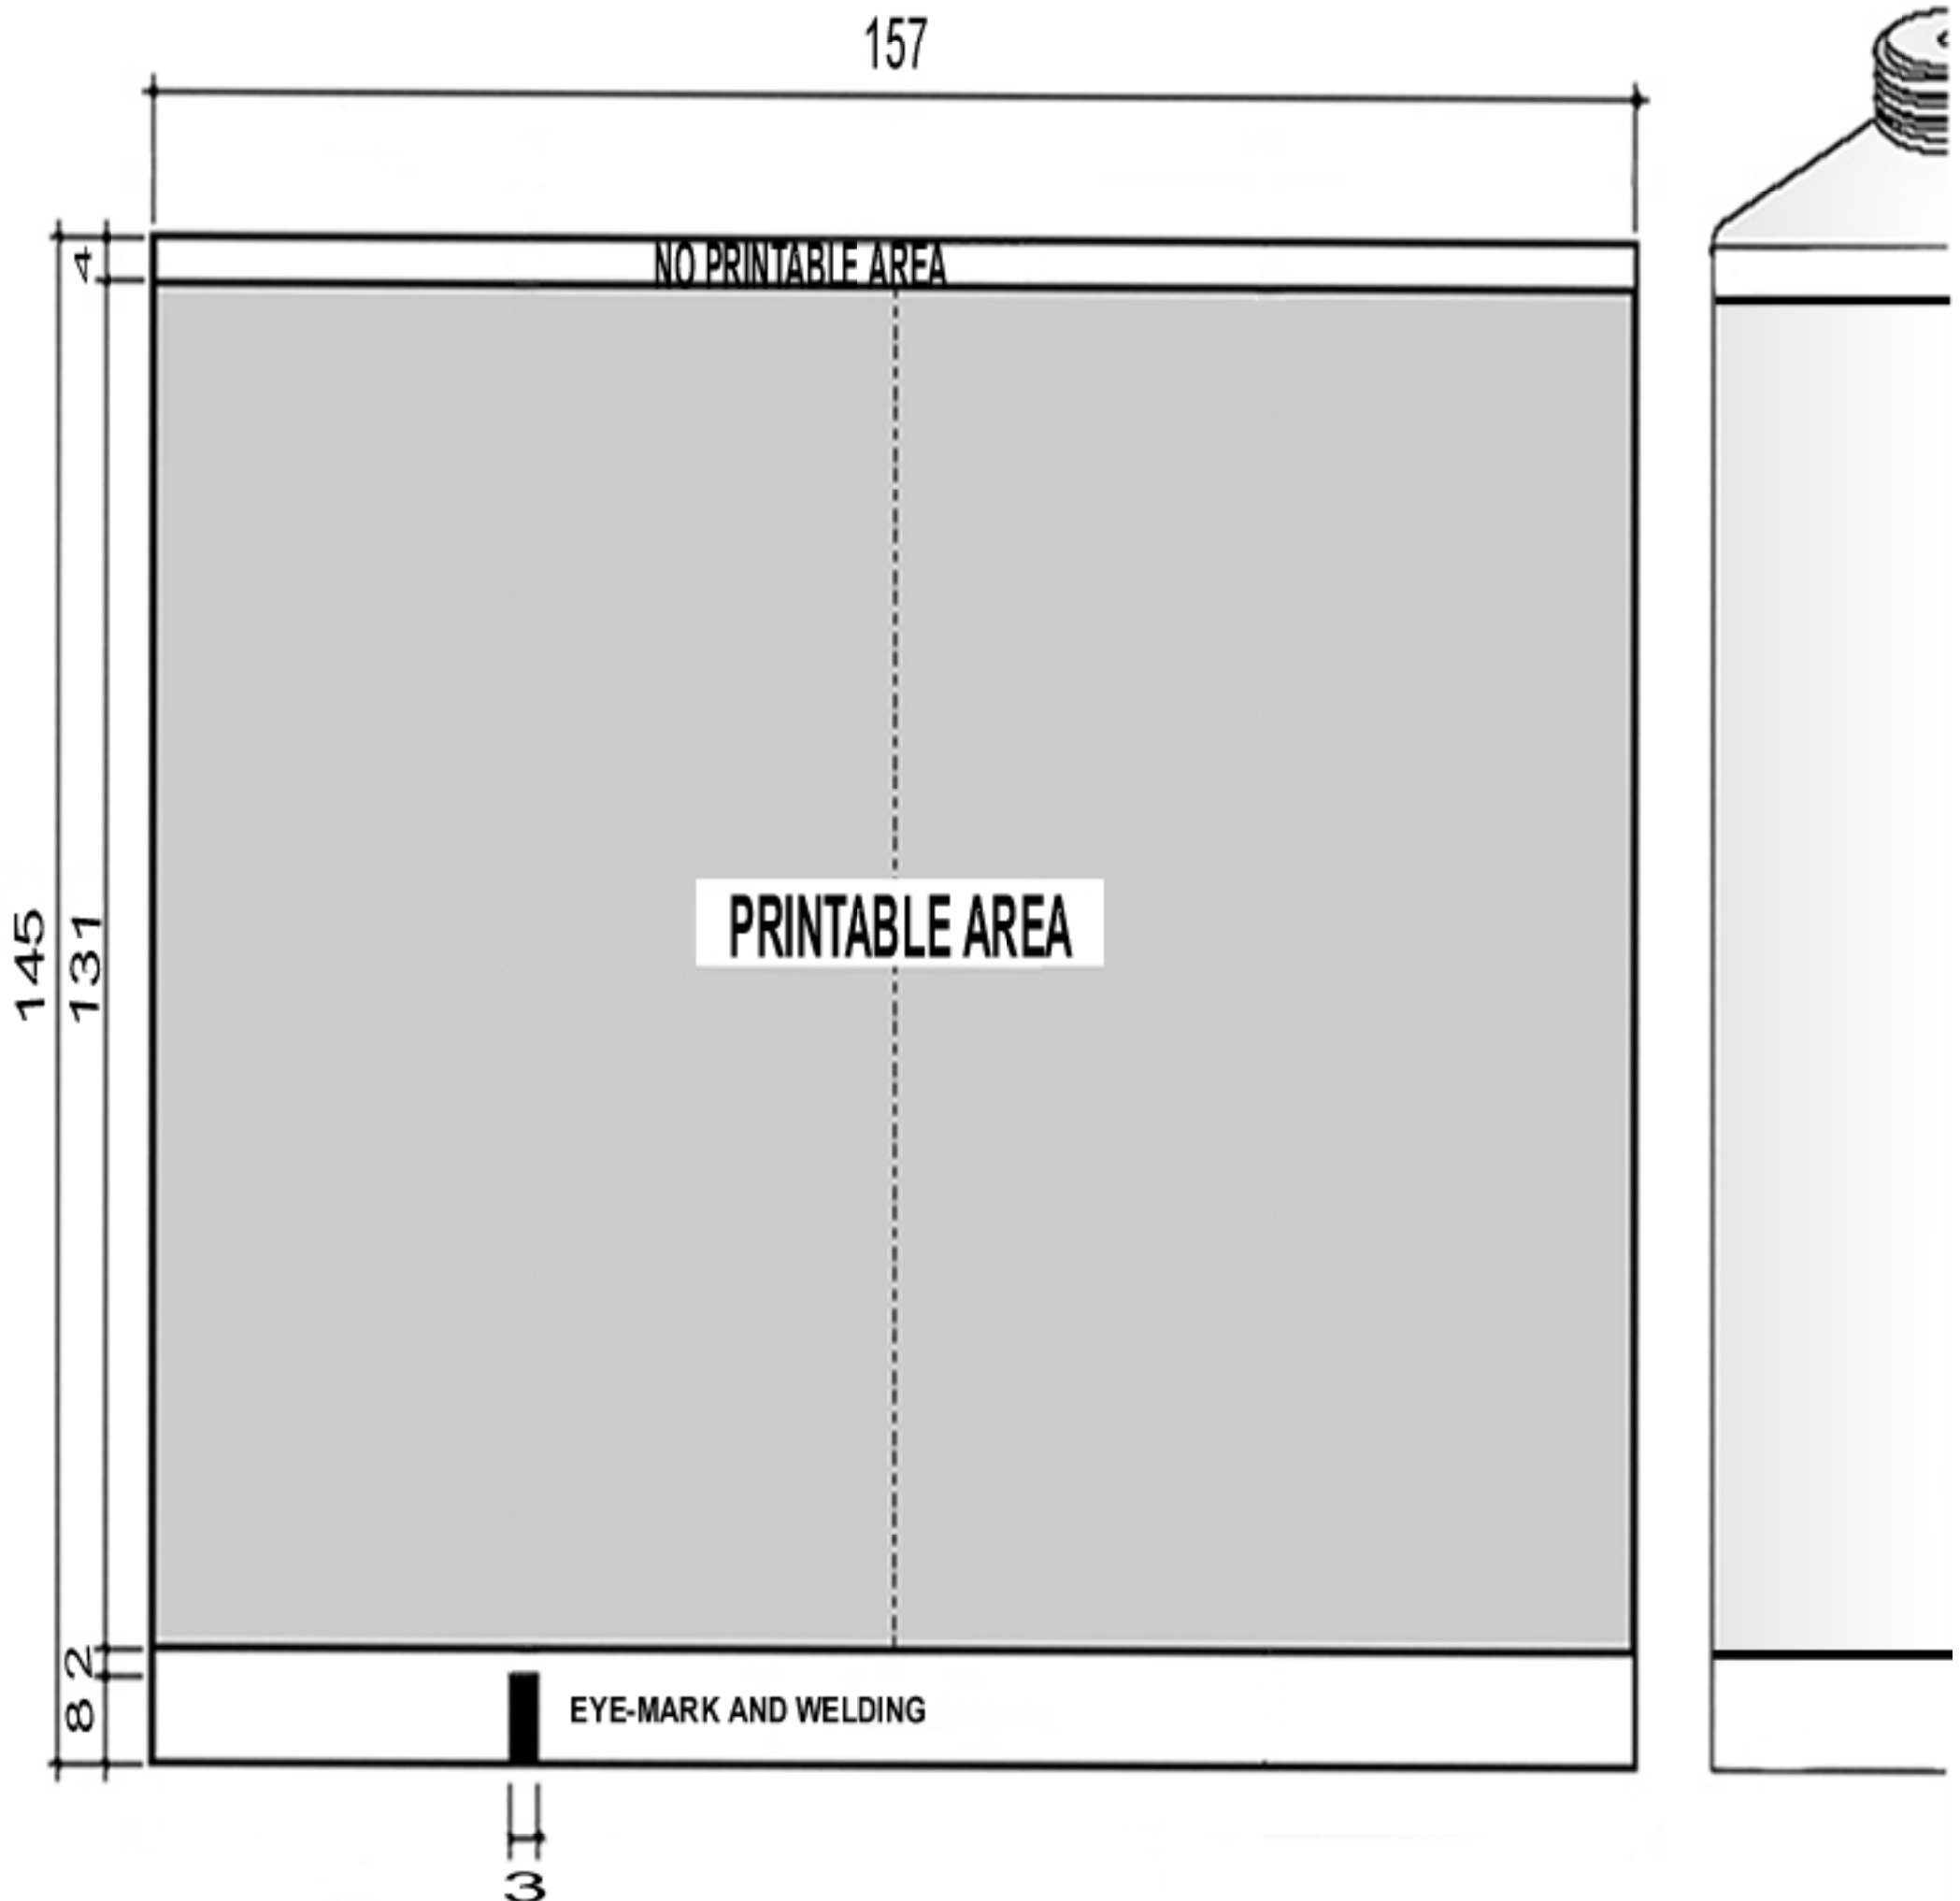 157
4
NO PRINTABLE AREA
145
131
PRINTABLE AREA
2
8
EYE-MARK AND WELDING
3